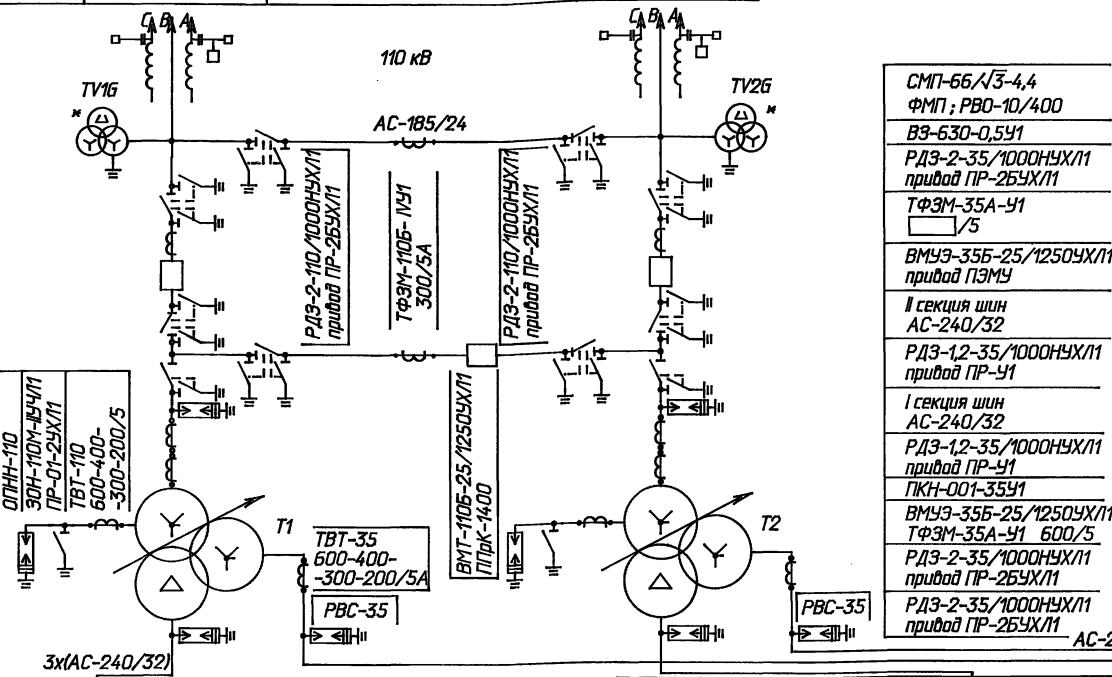 С В А
С В А
110 кВ
TV1G
*
TV2G
*
АС-185/24
РДЗ-2-110/1000НУХЛ1
привод ПР-2БУХЛ1
ТФЗМ-110Б-IVУ1
300/5А
РДЗ-2-110/1000НУХЛ1
привод ПР-2БУХЛ1
ОПНН-110
ЗОН-110М-IIУЧЛ1
ПР-01-2УХЛ1
ТВТ-110
600-400-
-300-200/5
Т1
ТВТ-35
600-400-
-300-200/5А
РВС-35
ВМТ-110Б-25/1250УХЛ1
ППрК-1400
Т2
РВС-35
3х(АС-240/32)
СМП-66/√3-4,4
ФМП; РВО-10/400
ВЗ-630-0,5У1
РДЗ-2-35/1000НУХЛ1
привод ПР-2БУХЛ1
ТФЗМ-35А-У1
/5
ВМУЭ-35Б-25/1250УХЛ1
привод ПЭМУ
II секция шин
АС-240/32
РДЗ-1,2-35/1000НУХЛ1
привод ПР-У1
I секция шин
АС-240/32
РДЗ-1,2-35/1000НУХЛ1
привод ПР-У1
ПКН-001-35У1
ВМУЭ-35Б-25/1250УХЛ1
ТФЗМ-35А-У1 600/5
РДЗ-2-35/1000НУХЛ1
привод ПР-2БУХЛ1
РДЗ-2-35/1000НУХЛ1
привод ПР-2БУХЛ1
АС-2